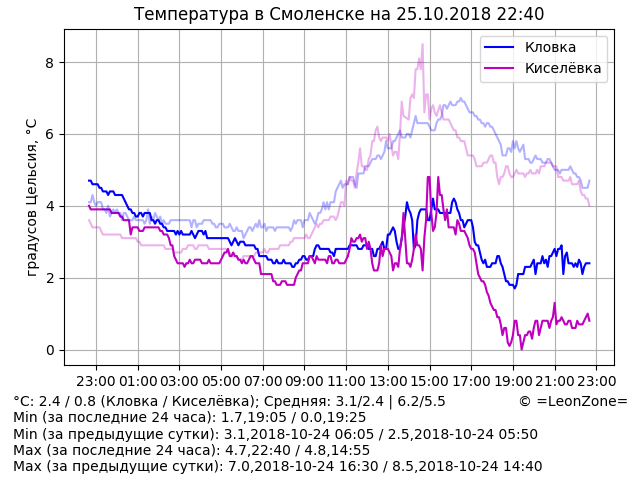 Температура в Смоленске на 25.10.2018 22:40
Кловка
Киселёвка
градусов Цельсия, °C
8
6
4
2
0
23:00 01:00 03:00 05:00 07:00 09:00 11:00 13:00 15:00 17:00 19:00 21:00 23:00
°C: 2.4 / 0.8 (Кловка / Киселёвка); Средняя: 3.1/2.4 | 6.2/5.5 © =LeonZone=
Min (за последние 24 часа): 1.7,19:05 / 0.0,19:25
Min (за предыдущие сутки): 3.1,2018-10-24 06:05 / 2.5,2018-10-24 05:50
Max (за последние 24 часа): 4.7,22:40 / 4.8,14:55
Max (за предыдущие сутки): 7.0,2018-10-24 16:30 / 8.5,2018-10-24 14:40